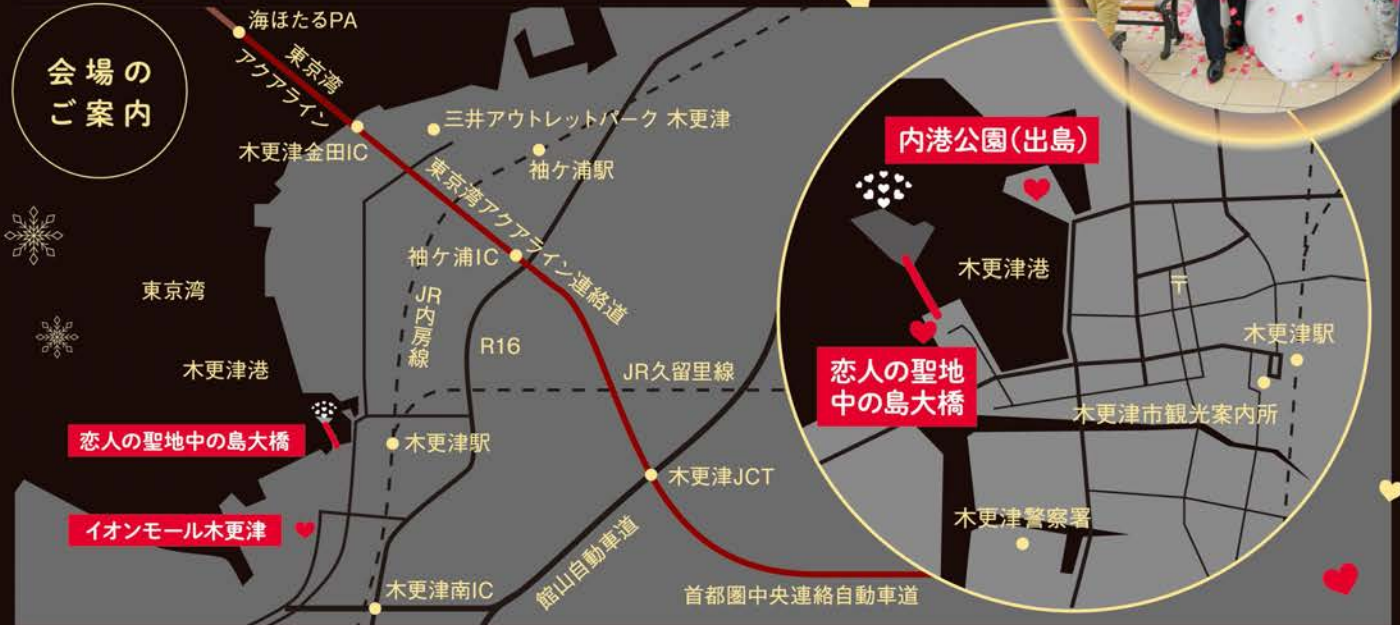 会場の
ご案内
海ほたるPA
東京湾
アクアライン
木更津金田IC
三井アウトレットパーク 木更津
袖ケ浦駅
東京湾アクアライン連絡道
袖ケ浦IC
東京湾
JR内房線
R16
木更津港
JR久留里線
恋人の聖地中の島大橋
木更津駅
木更津JCT
イオンモール木更津
木更津南IC
館山自動車道
首都圏中央連絡自動車道
内港公園(出島)
木更津港
〒
木更津駅
恋人の聖地
中の島大橋
木更津市観光案内所
木更津警察署